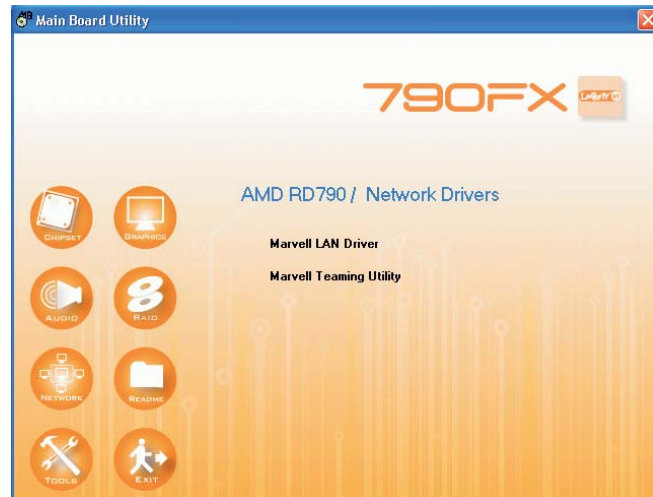 Main Board Utility
790FX
AMD RD790 / Network Drivers
Marvell LAN Driver
Marvell Teaming Utility
CHIPSET
GRAPHICS
AUDIO
RAID
NETWORK
README
TOOLS
EXIT